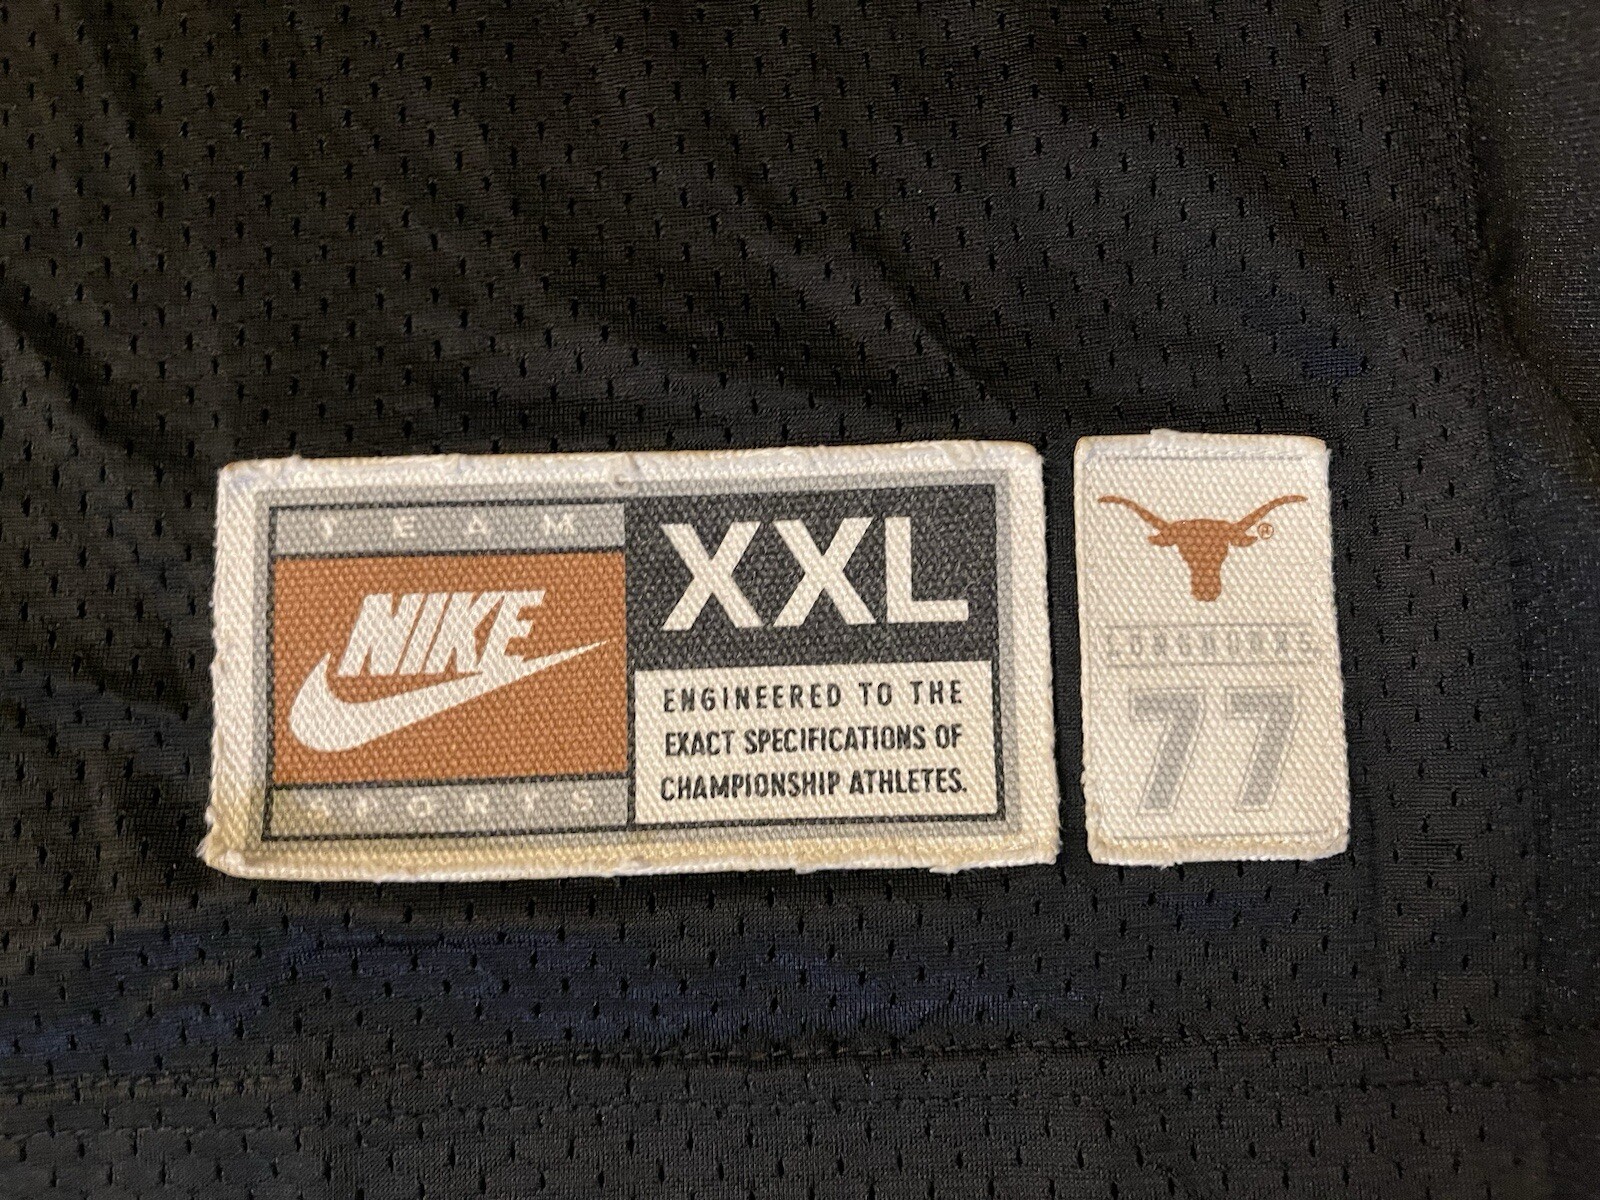 TEAM
NIKE
SPORTS
XXL
ENGINEERED TO THE
EXACT SPECIFICATIONS OF
CHAMPIONSHIP ATHLETES.
®
LONGHORNS
77